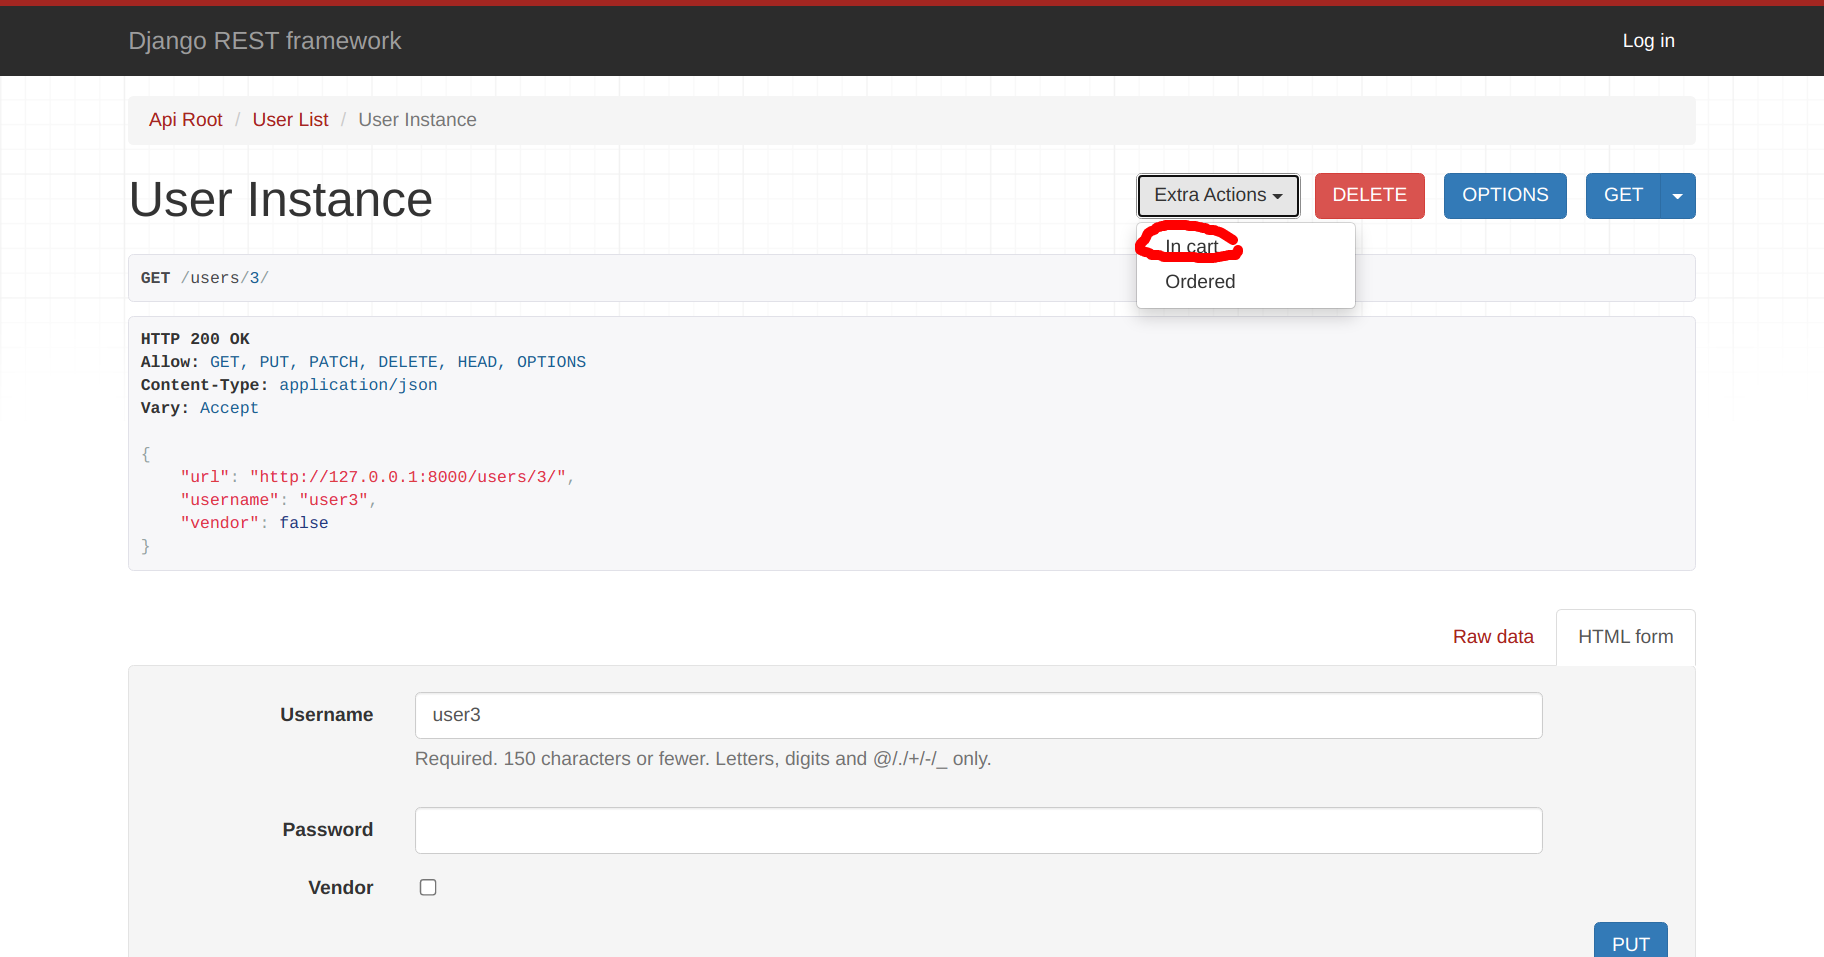 Django REST framework
Log in
Api Root / User List / User Instance
User Instance
Extra Actions
DELETE
OPTIONS
GET
In cart
Ordered
GET /users/3/
HTTP 200 OK
Allow: GET, PUT, PATCH, DELETE, HEAD, OPTIONS
Content-Type: application/json
Vary: Accept
{
    "url": "http://127.0.0.1:8000/users/3/",
    "username": "user3",
    "vendor": false
}
Raw data
HTML form
Username
user3
Required. 150 characters or fewer. Letters, digits and @/./+/-/_ only.
Password
Vendor
PUT